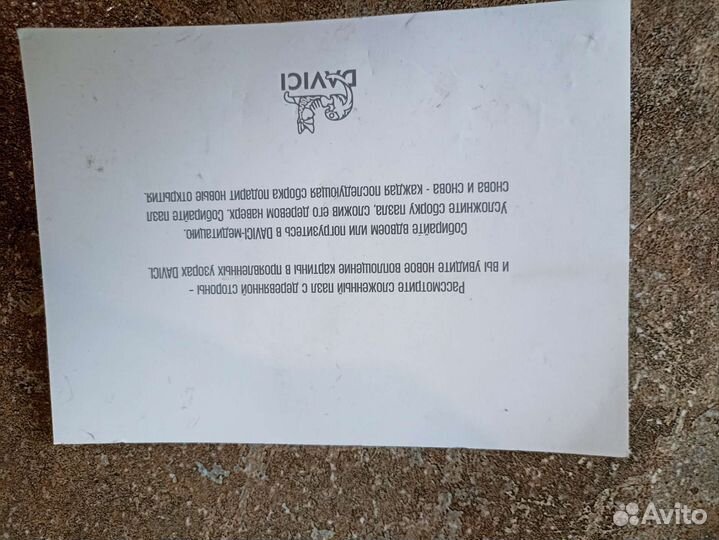 Рассмотрите сложенный пазл с деревянной стороны -
и вы увидите новое воплощение картины в проявленных узорах DAVICI.
Собирайте вдвоем или погрузитесь в DAVICI-медитацию.
Усложните сборку пазла, сложив его деревом наверх. Собирайте пазл
снова и снова - каждая последующая сборка подарит новые открытия.
DAVICI
Avito